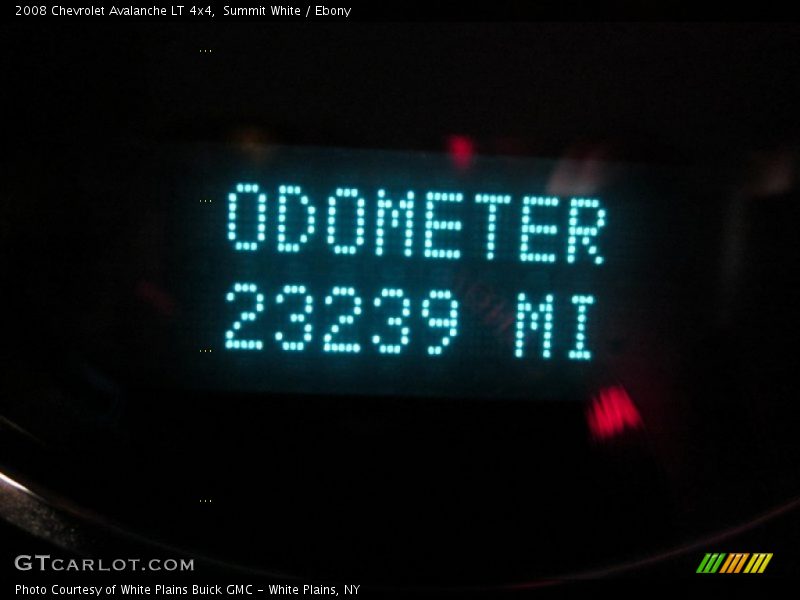 2008 Chevrolet Avalanche LT 4x4,  Summit White / Ebony
ODOMETER
23239 MI
GTCARLOT.COM
Photo Courtesy of White Plains Buick GMC - White Plains, NY